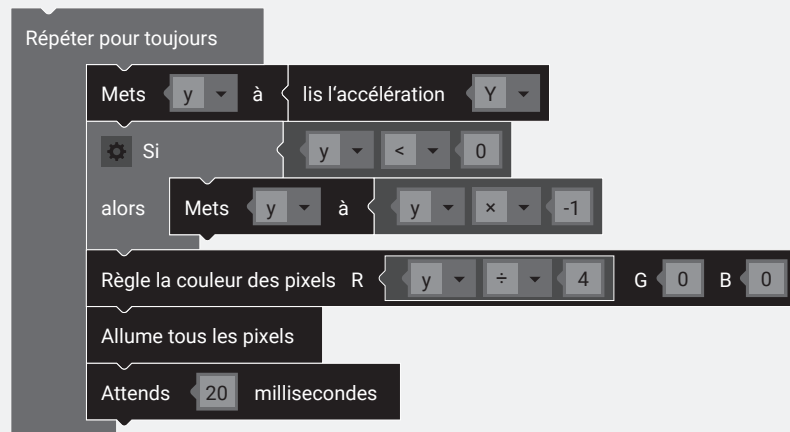 Répéter pour toujours
Mets y à lis l'accélération Y
Si y < 0
alors Mets y à y × -1
Règle la couleur des pixels R y ÷ 4 G 0 B 0
Allume tous les pixels
Attends 20 millisecondes